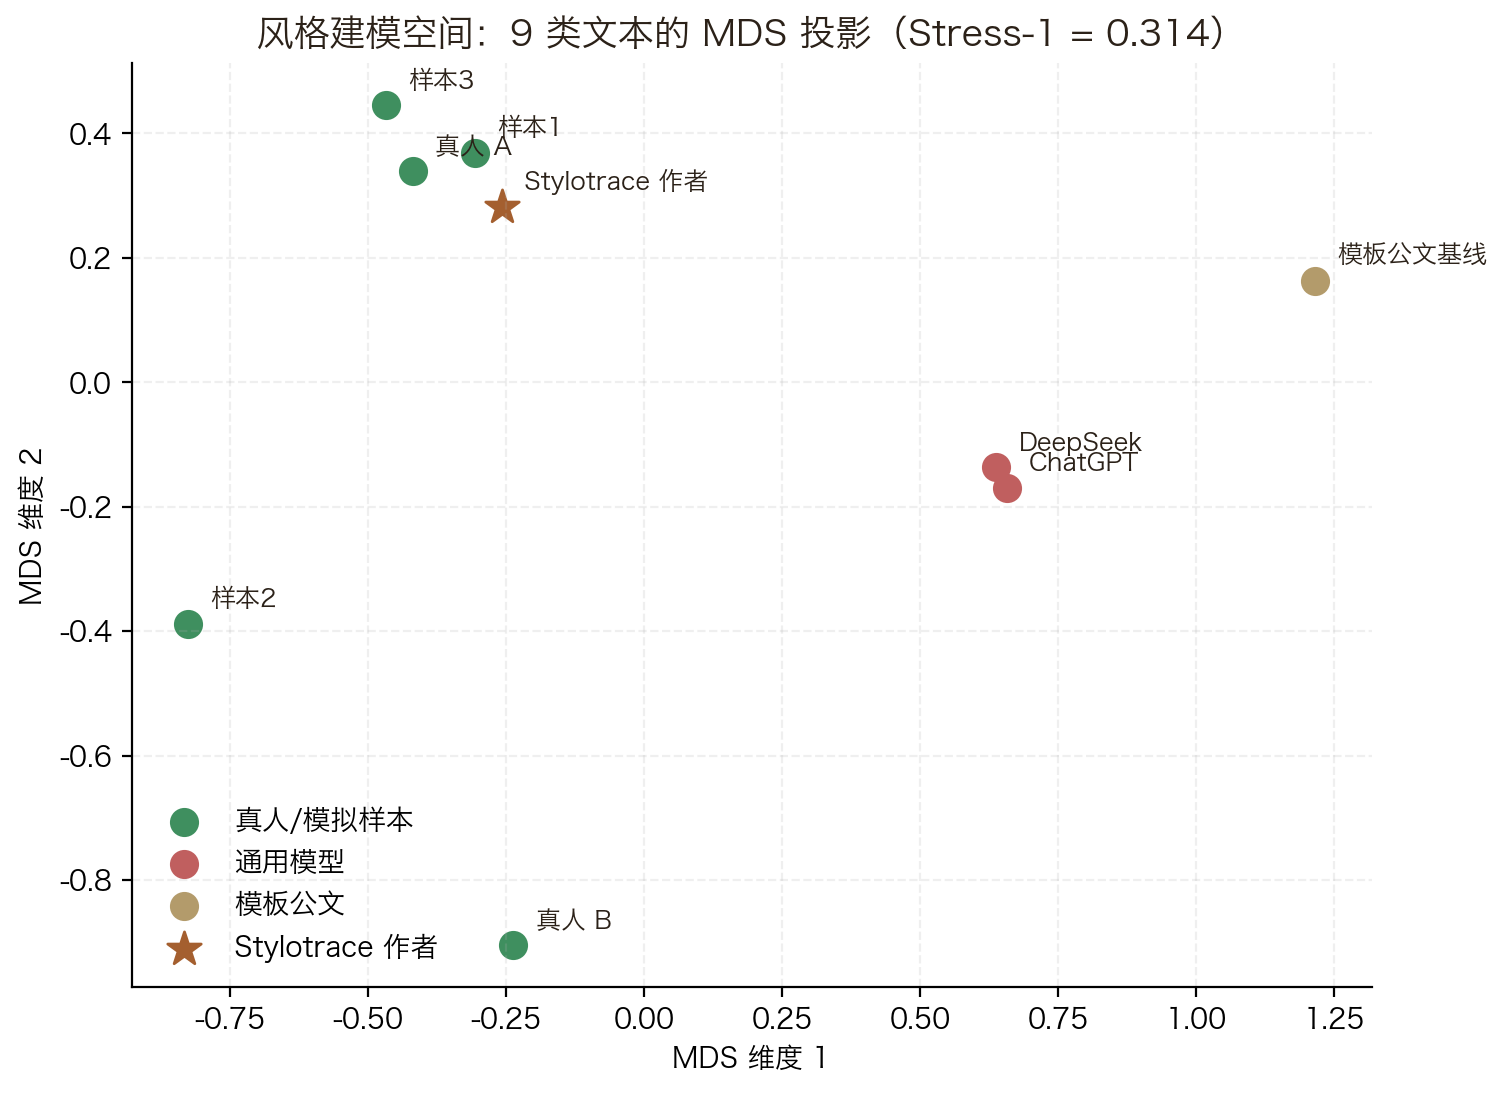 风格建模空间：9 类文本的 MDS 投影（Stress-1 = 0.314）
样本3
样本1
真人 A
Stylotrace 作者
模板公文基线
DeepSeek
ChatGPT
样本2
真人 B
0.4
0.2
0.0
-0.2
-0.4
-0.6
-0.8
MDS 维度 2
真人/模拟样本
通用模型
模板公文
Stylotrace 作者
-0.75 -0.50 -0.25 0.00 0.25 0.50 0.75 1.00 1.25
MDS 维度 1